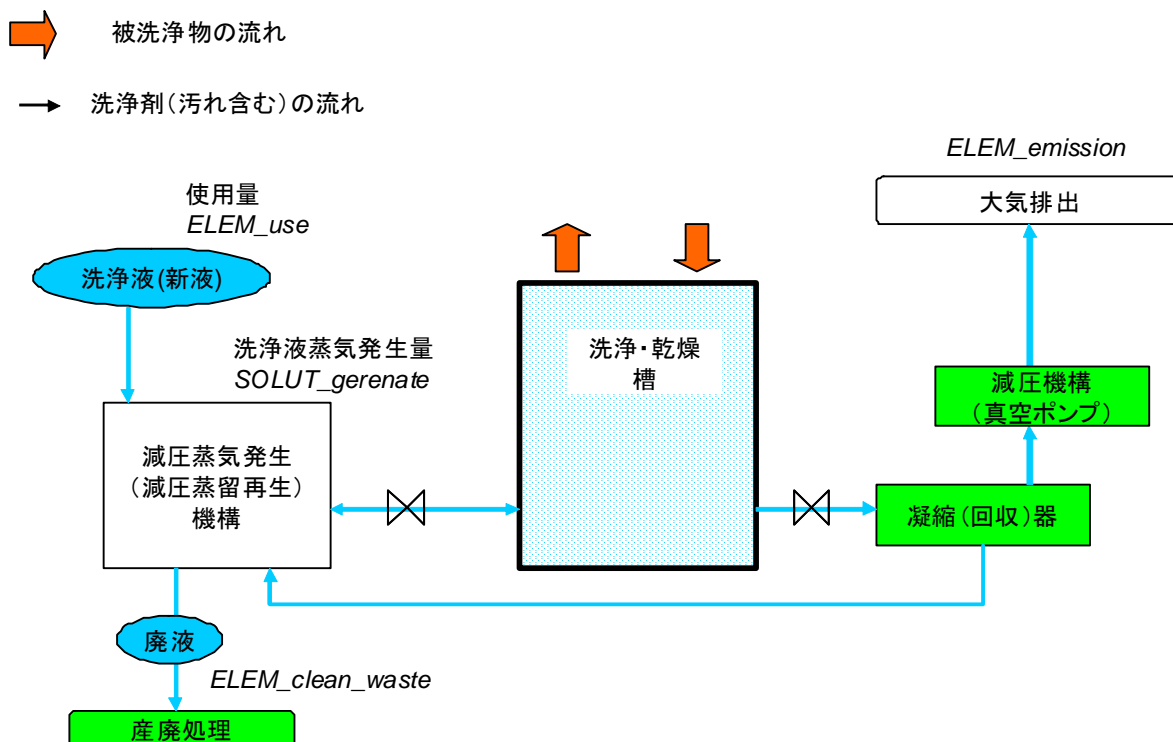 被洗浄物の流れ
洗浄剤(汚れ含む)の流れ
ELEM_emission
大気排出
使用量
ELEM_use
洗浄液(新液)
洗浄液蒸気発生量
SOLUT_gerenate
洗浄・乾燥
槽
減圧機構
(真空ポンプ)
減圧蒸気発生
(減圧蒸留再生)
機構
凝縮(回収)器
廃液
ELEM_clean_waste
産廃処理